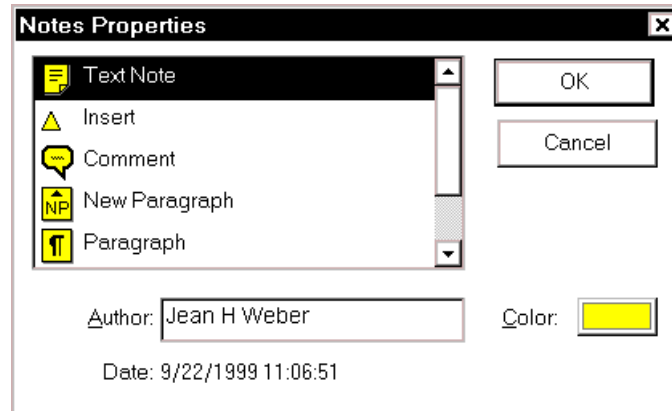 Notes Properties
Text Note
OK
Insert
Cancel
Comment
NP New Paragraph
¶ Paragraph
Author: Jean H Weber
Color:
Date: 9/22/1999 11:06:51